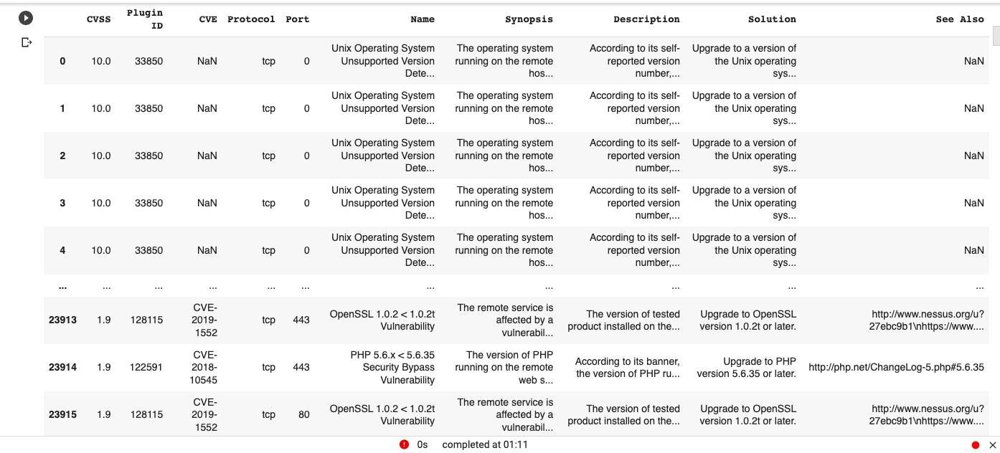 CVSS Plugin ID CVE Protocol Port Name Synopsis Description Solution See Also
0 10.0 33850 NaN tcp 0 Unix Operating System Unsupported Version Dete... The operating system running on the remote hos... According to its self-reported version number,... Upgrade to a version of the Unix operating sys... NaN
1 10.0 33850 NaN tcp 0 Unix Operating System Unsupported Version Dete... The operating system running on the remote hos... According to its self-reported version number,... Upgrade to a version of the Unix operating sys... NaN
2 10.0 33850 NaN tcp 0 Unix Operating System Unsupported Version Dete... The operating system running on the remote hos... According to its self-reported version number,... Upgrade to a version of the Unix operating sys... NaN
3 10.0 33850 NaN tcp 0 Unix Operating System Unsupported Version Dete... The operating system running on the remote hos... According to its self-reported version number,... Upgrade to a version of the Unix operating sys... NaN
4 10.0 33850 NaN tcp 0 Unix Operating System Unsupported Version Dete... The operating system running on the remote hos... According to its self-reported version number,... Upgrade to a version of the Unix operating sys... NaN
... ... ... ... ... ... ... ... ... ... ...
23913 1.9 128115 CVE-2019-1552 tcp 443 OpenSSL 1.0.2 < 1.0.2t Vulnerability The remote service is affected by a vulnerabil... The version of tested product installed on the... Upgrade to OpenSSL version 1.0.2t or later. http://www.nessus.org/u?27ebc9b1\nhttps://www....
23914 1.9 122591 CVE-2018-10545 tcp 443 PHP 5.6.x < 5.6.35 Security Bypass Vulnerability The version of PHP running on the remote web s... According to its banner, the version of PHP ru... Upgrade to PHP version 5.6.35 or later. http://php.net/ChangeLog-5.php#5.6.35
23915 1.9 128115 CVE-2019-1552 tcp 80 OpenSSL 1.0.2 < 1.0.2t Vulnerability The remote service is affected by a vulnerabil... The version of tested product installed on the... Upgrade to OpenSSL version 1.0.2t or later. http://www.nessus.org/u?27ebc9b1\nhttps://www....
0s completed at 01:11